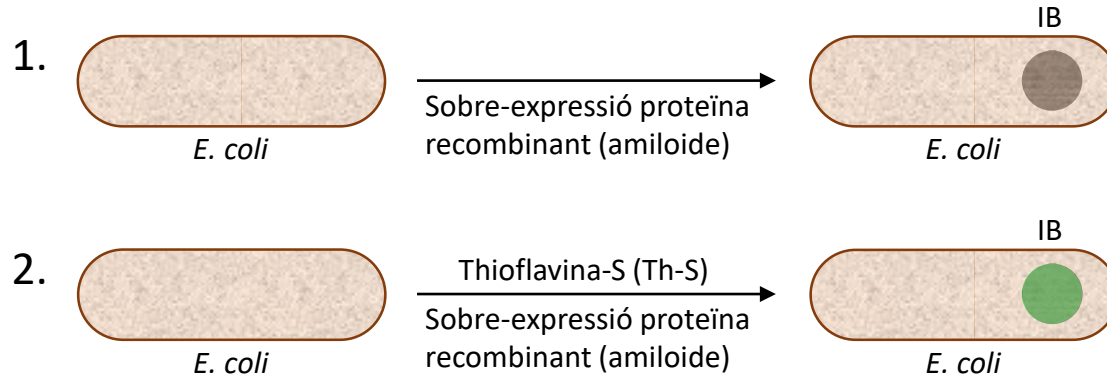 IB
1.
Sobre-expressió proteïna
recombinant (amiloide)
E. coli
E. coli
IB
2.
Thioflavina-S (Th-S)
Sobre-expressió proteïna
recombinant (amiloide)
E. coli
E. coli